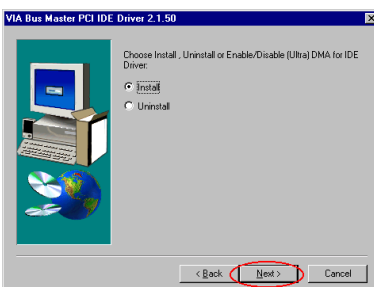 VIA Bus Master PCI IDE Driver 2.1.50
Choose Install , Uninstall or Enable/Disable (Ultra) DMA for IDE
Driver:
Install
Uninstall
< Back
Next >
Cancel